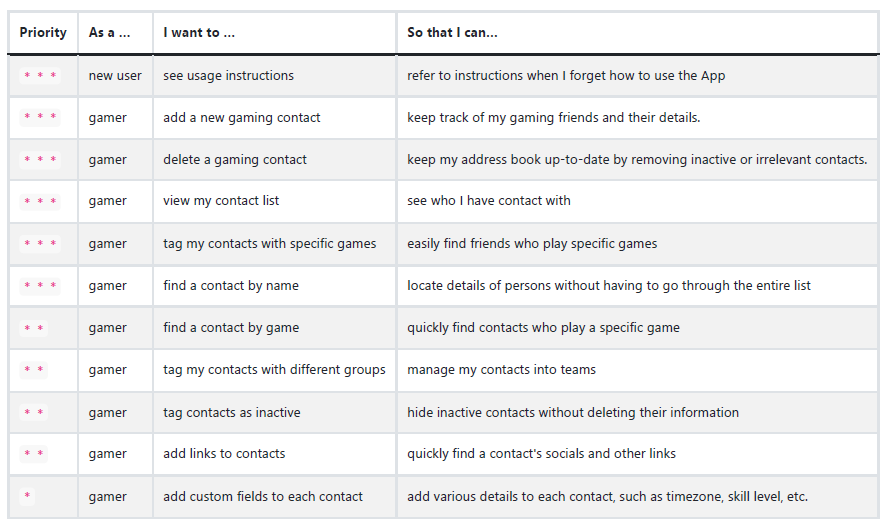 Priority As a ... I want to ... So that I can...
* * * new user see usage instructions refer to instructions when I forget how to use the App
* * * gamer add a new gaming contact keep track of my gaming friends and their details.
* * * gamer delete a gaming contact keep my address book up-to-date by removing inactive or irrelevant contacts.
* * * gamer view my contact list see who I have contact with
* * * gamer tag my contacts with specific games easily find friends who play specific games
* * * gamer find a contact by name locate details of persons without having to go through the entire list
* * gamer find a contact by game quickly find contacts who play a specific game
* * gamer tag my contacts with different groups manage my contacts into teams
* * gamer tag contacts as inactive hide inactive contacts without deleting their information
* * gamer add links to contacts quickly find a contact's socials and other links
* gamer add custom fields to each contact add various details to each contact, such as timezone, skill level, etc.